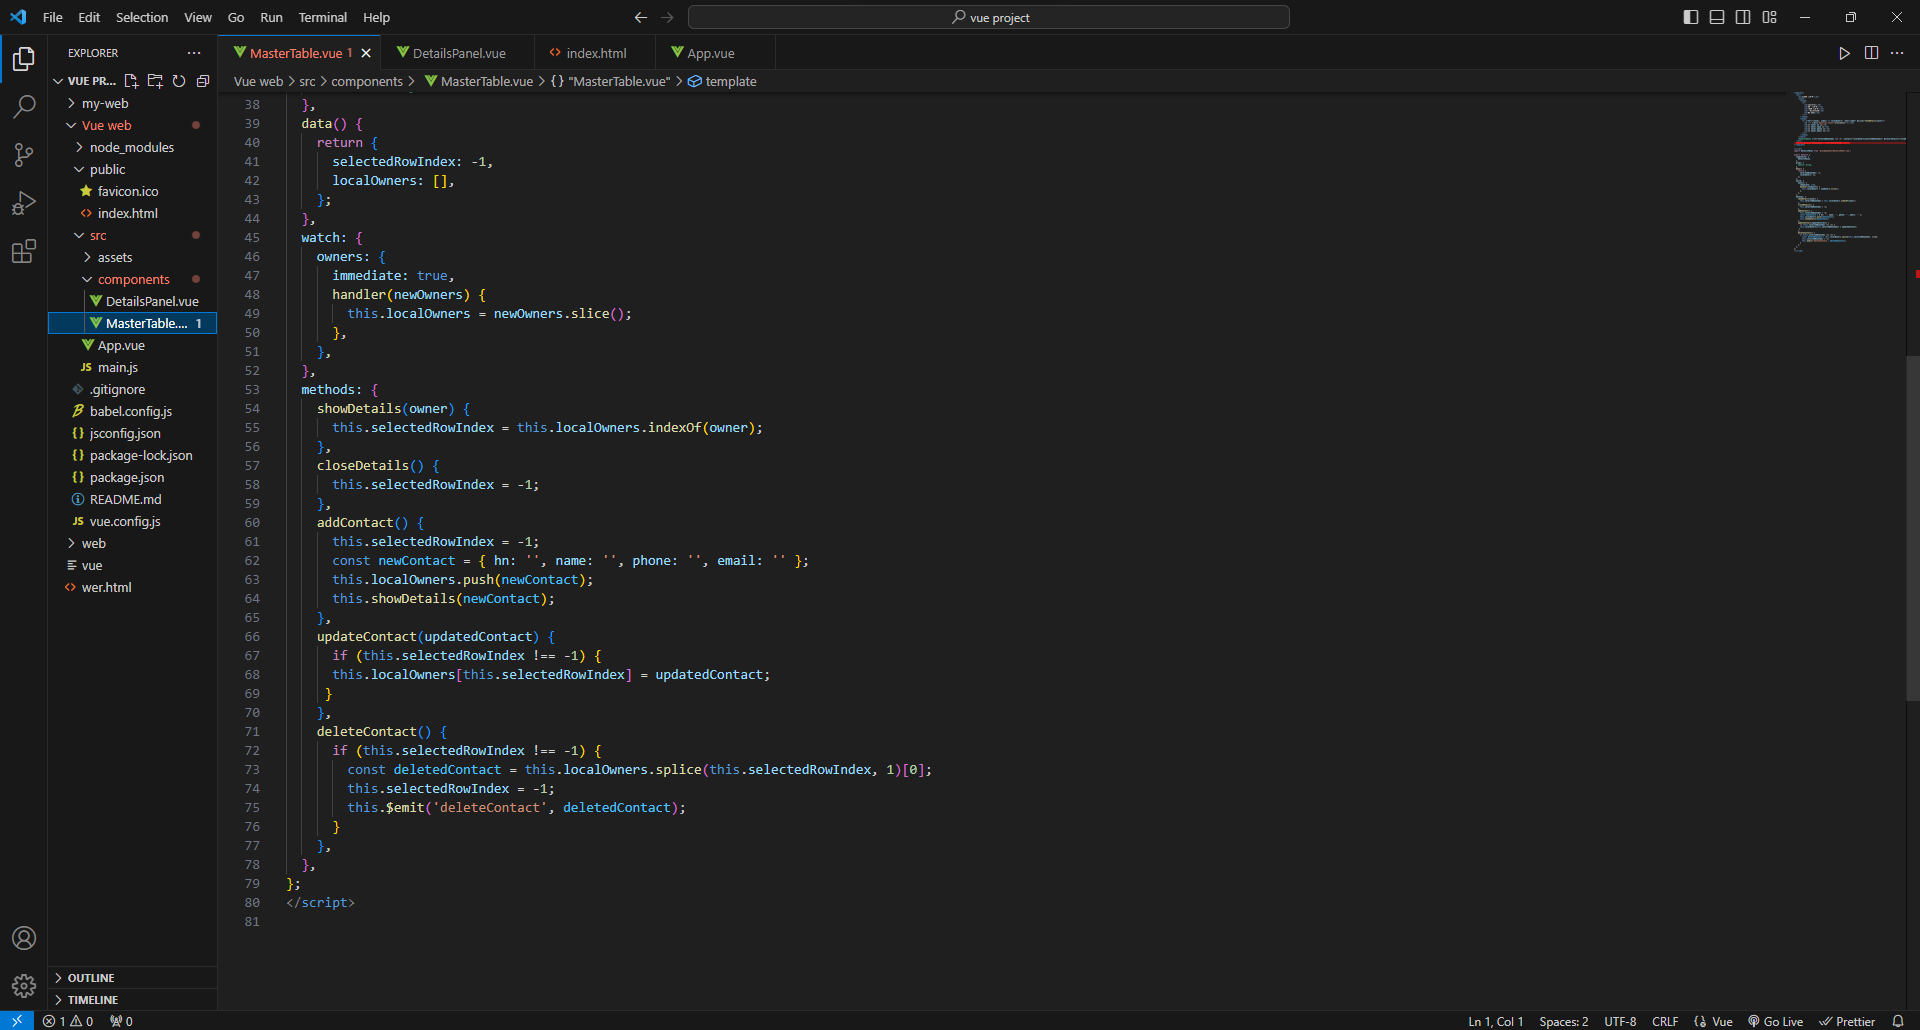 File Edit Selection View Go Run Terminal Help
vue project
EXPLORER
VUE PR...
my-web
Vue web
node_modules
public
favicon.ico
index.html
src
assets
components
DetailsPanel.vue
MasterTable.... 1
App.vue
main.js
.gitignore
babel.config.js
jsconfig.json
package-lock.json
package.json
README.md
vue.config.js
web
vue
wer.html
OUTLINE
TIMELINE
MasterTable.vue 1
DetailsPanel.vue
index.html
App.vue
Vue web > src > components > MasterTable.vue > {} "MasterTable.vue" > template
38 },
39 data() {
40 return {
41 selectedRowIndex: -1,
42 localOwners: [],
43 };
44 },
45 watch: {
46 owners: {
47 immediate: true,
48 handler(newOwners) {
49 this.localOwners = newOwners.slice();
50 },
51 },
52 },
53 methods: {
54 showDetails(owner) {
55 this.selectedRowIndex = this.localOwners.indexOf(owner);
56 },
57 closeDetails() {
58 this.selectedRowIndex = -1;
59 },
60 addContact() {
61 this.selectedRowIndex = -1;
62 const newContact = { hn: '', name: '', phone: '', email: '' };
63 this.localOwners.push(newContact);
64 this.showDetails(newContact);
65 },
66 updateContact(updatedContact) {
67 if (this.selectedRowIndex !== -1) {
68 this.localOwners[this.selectedRowIndex] = updatedContact;
69 }
70 },
71 deleteContact() {
72 if (this.selectedRowIndex !== -1) {
73 const deletedContact = this.localOwners.splice(this.selectedRowIndex, 1)[0];
74 this.selectedRowIndex = -1;
75 this.$emit('deleteContact', deletedContact);
76 }
77 },
78 },
79 };
80 </script>
81
1 0 0
Ln 1, Col 1 Spaces: 2 UTF-8 CRLF {} Vue Go Live Prettier